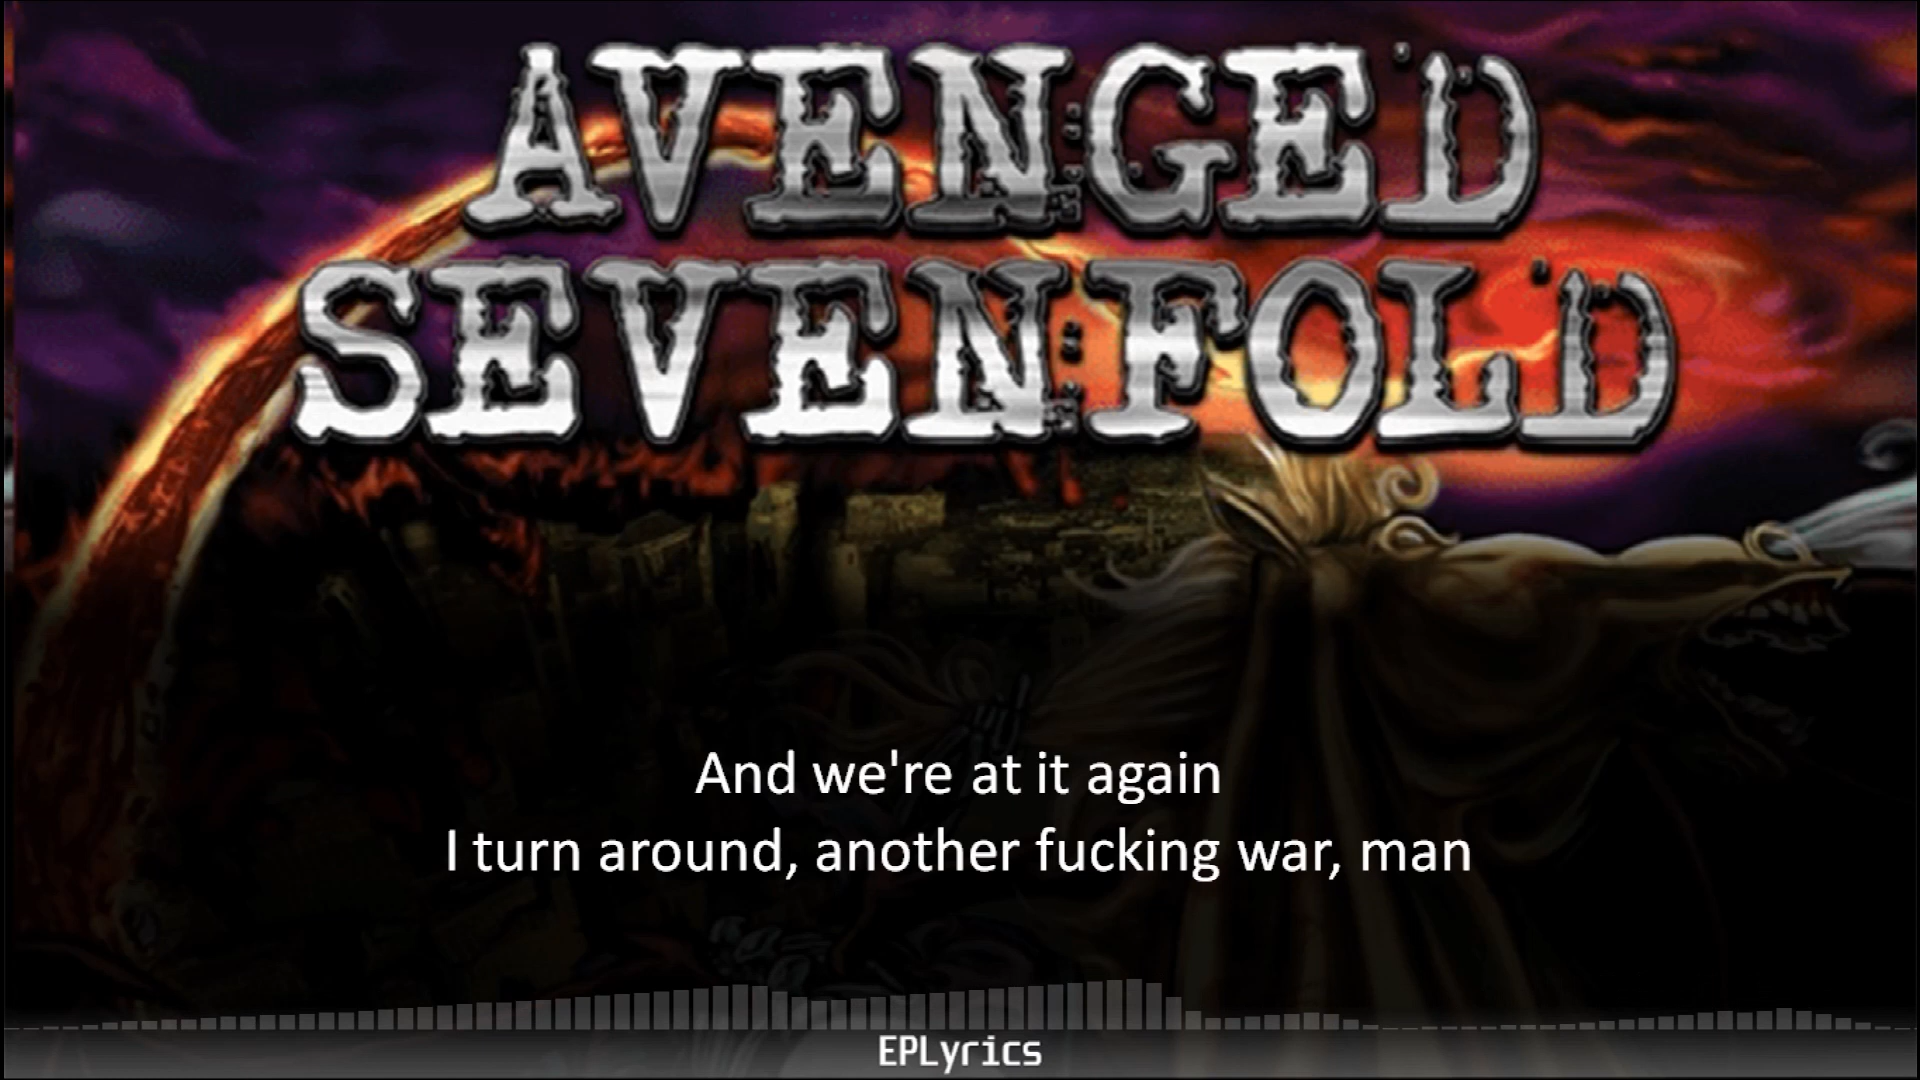 AVENGED
SEVENFOLD
And we're at it again
I turn around, another fucking war, man
EPLyrics